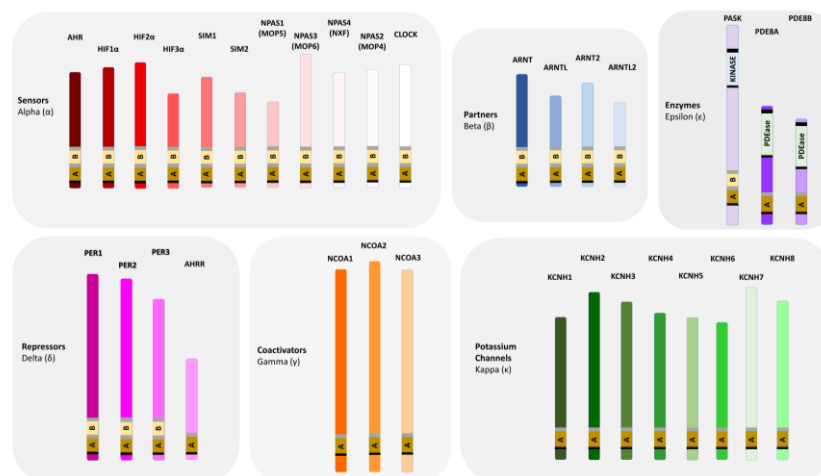 AHR
HIF1α
HIF2α
HIF3α
SIM1
SIM2
NPAS1
(MOP5)
NPAS3
(MOP6)
NPAS4
(NXF)
NPAS2
(MOP4)
CLOCK
Sensors
Alpha (α)
B B B B B B B B B B B
A A A A A A A A A A A
ARNT
ARNTL
ARNT2
ARNTL2
Partners
Beta (β)
B B B B
A A A A
PASK
PDE8A
PDE8B
KINASE
PDEase
PDEase
Enzymes
Epsilon (ε)
B
A A A
PER1
PER2
PER3
AHRR
Repressors
Delta (δ)
B B B
A A A A
NCOA1
NCOA2
NCOA3
Coactivators
Gamma (γ)
A A A
KCNH1
KCNH2
KCNH3
KCNH4
KCNH5
KCNH6
KCNH7
KCNH8
Potassium
Channels
Kappa (κ)
A A A A A A A A